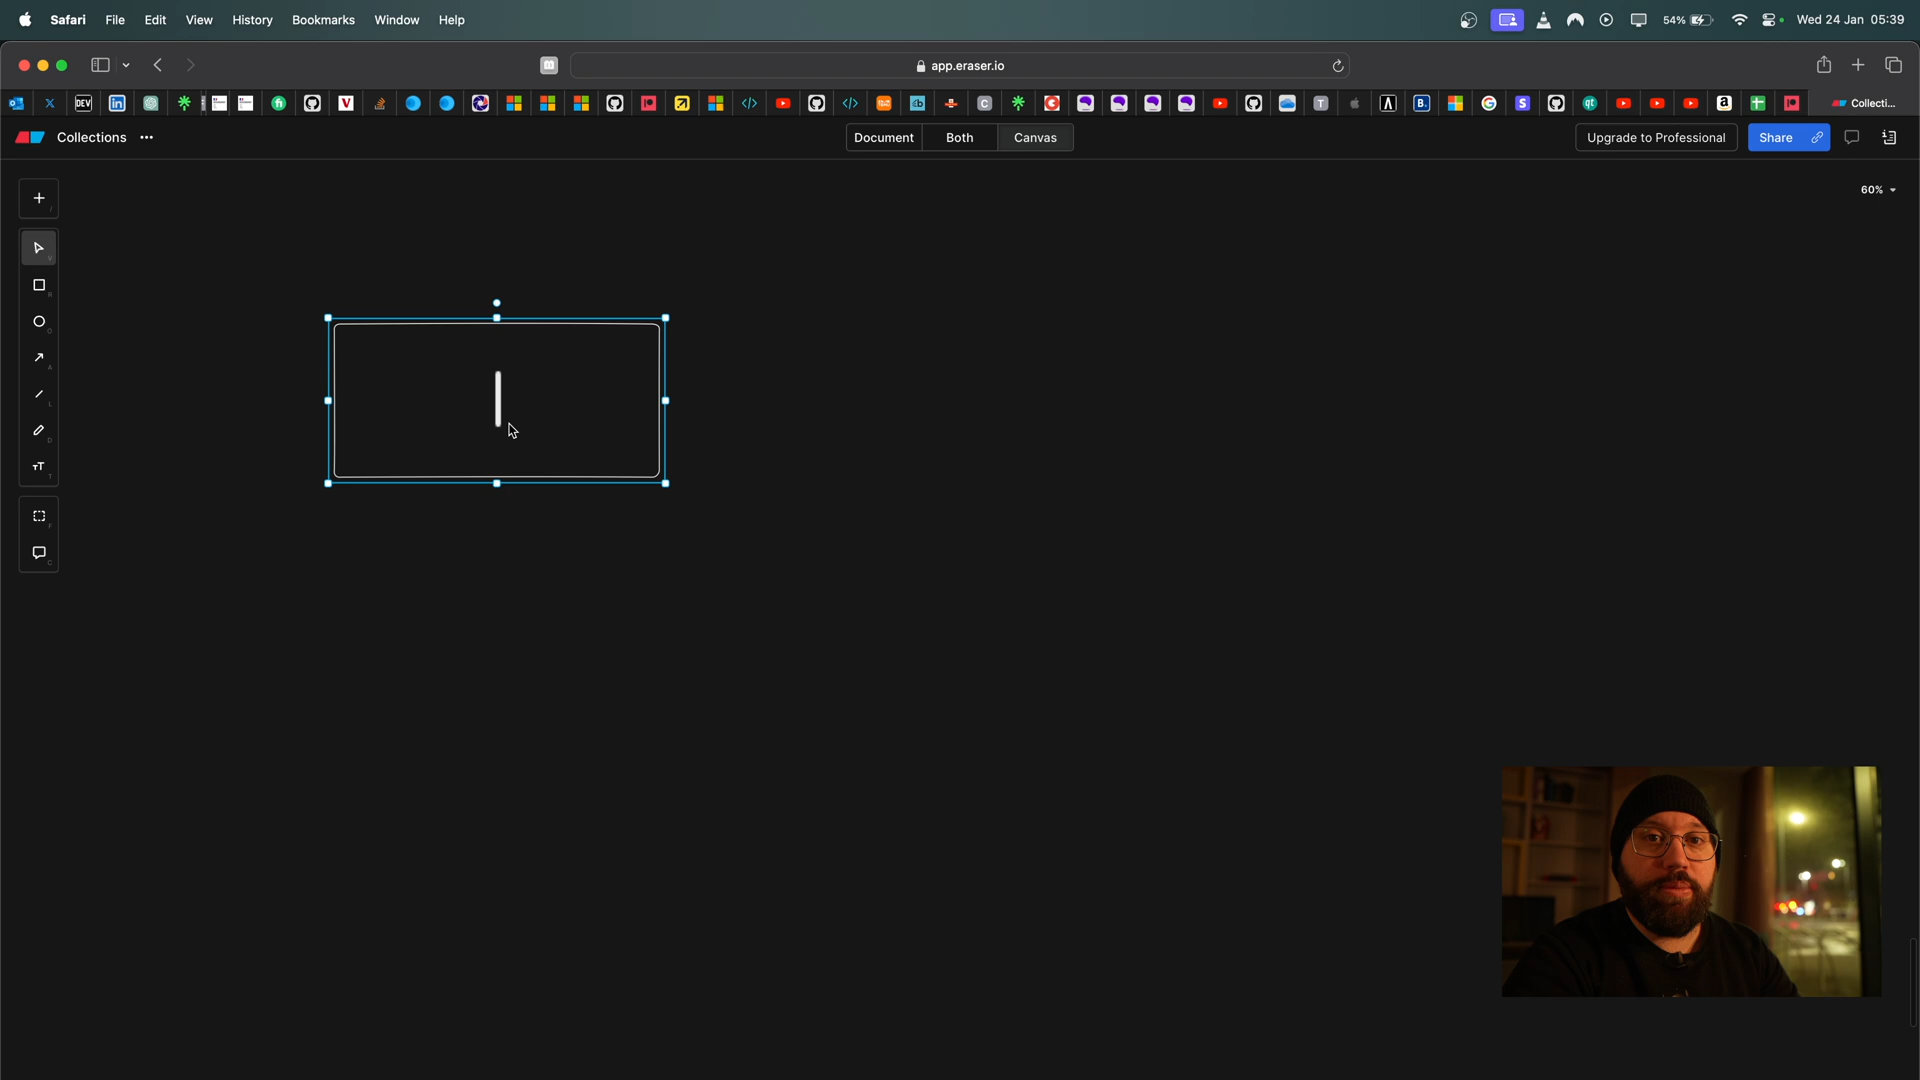 Safari File Edit View History Bookmarks Window Help
54% Wed 24 Jan 05:39
app.eraser.io
DEV
Collecti...
Collections
Document Both Canvas
Upgrade to Professional Share
60%